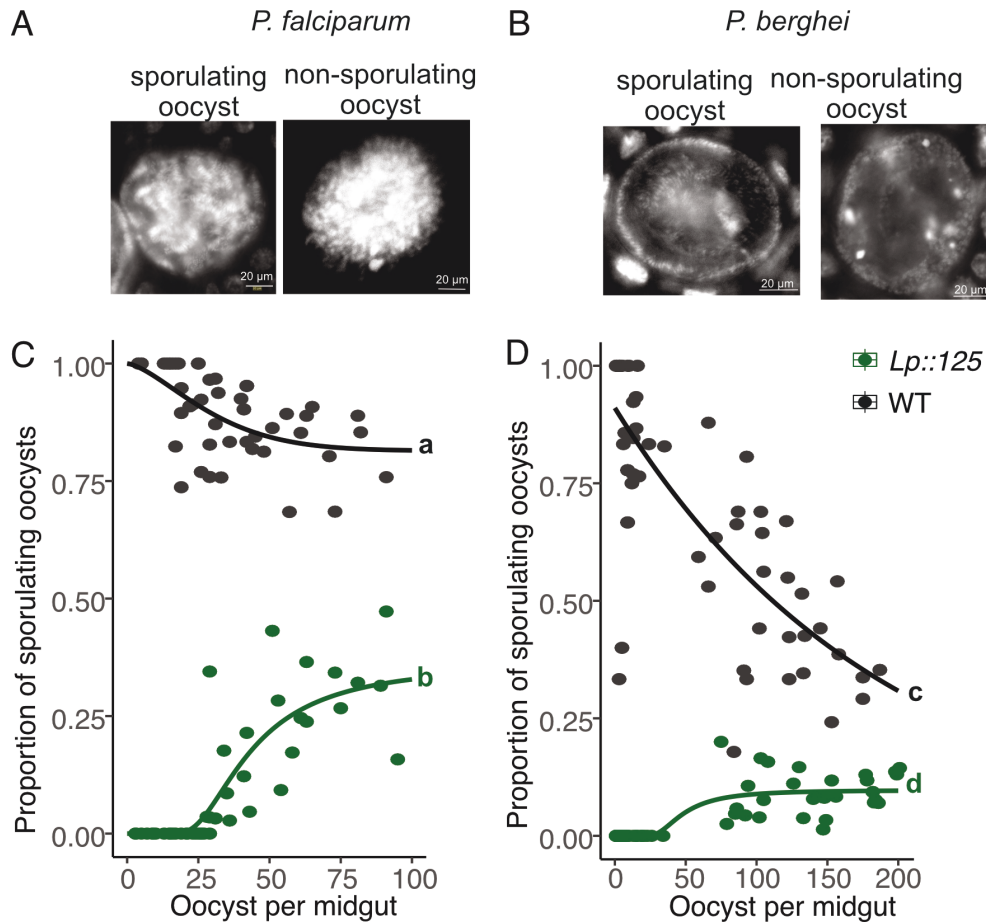 A
P. falciparum
sporulating
oocyst
non-sporulating
oocyst
20 µm
20 µm
B
P. berghei
sporulating
oocyst
non-sporulating
oocyst
20 µm
20 µm
C
Proportion of sporulating oocysts
1.00
0.75
0.50
0.25
0.00
a
b
0 25 50 75 100
Oocyst per midgut
D
Lp::125
WT
Proportion of sporulating oocysts
1.00
0.75
0.50
0.25
0.00
c
d
0 50 100 150 200
Oocyst per midgut